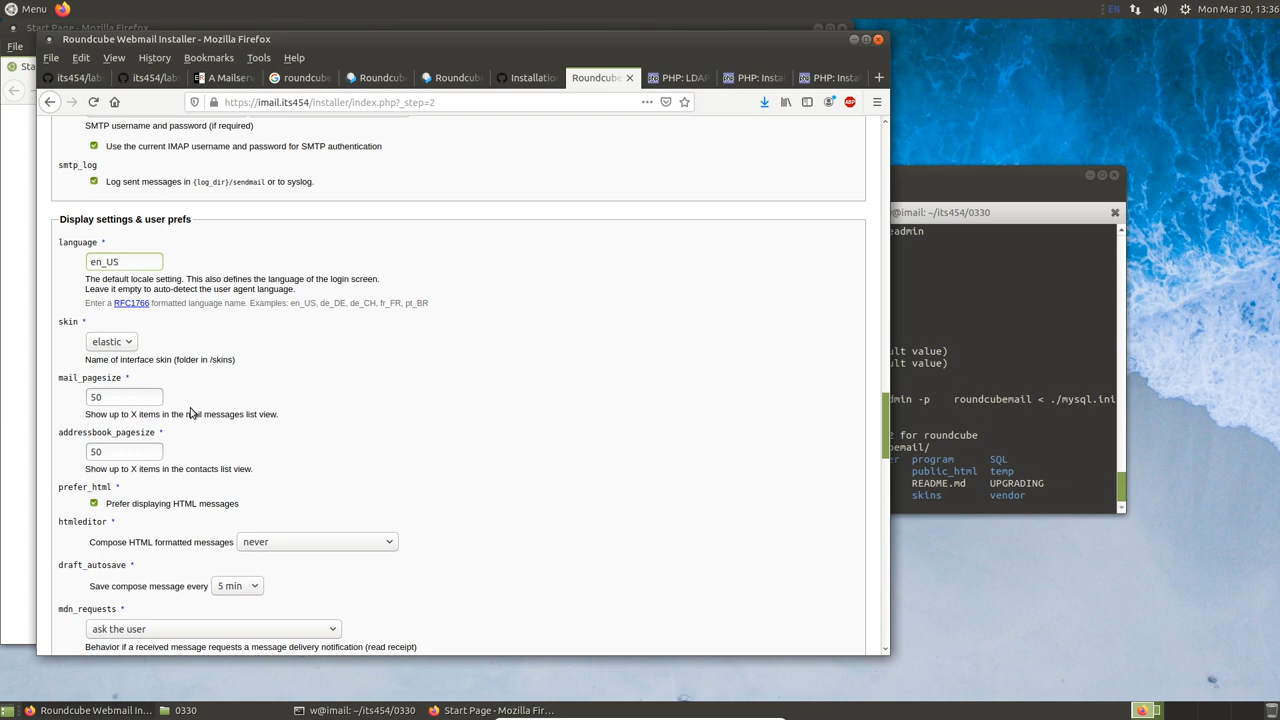 Menu
EN
Mon Mar 30, 13:36
Start Page - Mozilla Firefox
File
Sta
Roundcube Webmail Installer - Mozilla Firefox
File Edit View History Bookmarks Tools Help
its454/lab
its454/lab
A Mailserv
roundcube
Roundcub
Roundcub
Installatio
Roundcube
PHP: LDAP
PHP: Insta
PHP: Insta
https://imail.its454/installer/index.php?_step=2
ABP
SMTP username and password (if required)
Use the current IMAP username and password for SMTP authentication
smtp_log
Log sent messages in {log_dir}/sendmail or to syslog.
Display settings & user prefs
language *
en_US
The default locale setting. This also defines the language of the login screen.
Leave it empty to auto-detect the user agent language.
Enter a RFC1766 formatted language name. Examples: en_US, de_DE, de_CH, fr_FR, pt_BR
skin *
elastic
Name of interface skin (folder in /skins)
mail_pagesize *
50
Show up to X items in the mail messages list view.
addressbook_pagesize *
50
Show up to X items in the contacts list view.
prefer_html *
Prefer displaying HTML messages
htmleditor *
Compose HTML formatted messages never
draft_autosave *
Save compose message every 5 min
mdn_requests *
ask the user
Behavior if a received message requests a message delivery notification (read receipt)
@imail: ~/its454/0330
eadmin
ult value)
ult value)
dmin -p    roundcubemail < ./mysql.ini
2 for roundcube
bemail/
er program SQL
public_html temp
README.md UPGRADING
skins vendor
Roundcube Webmail In...
0330
w@imail: ~/its454/0330
Start Page - Mozilla Fir...